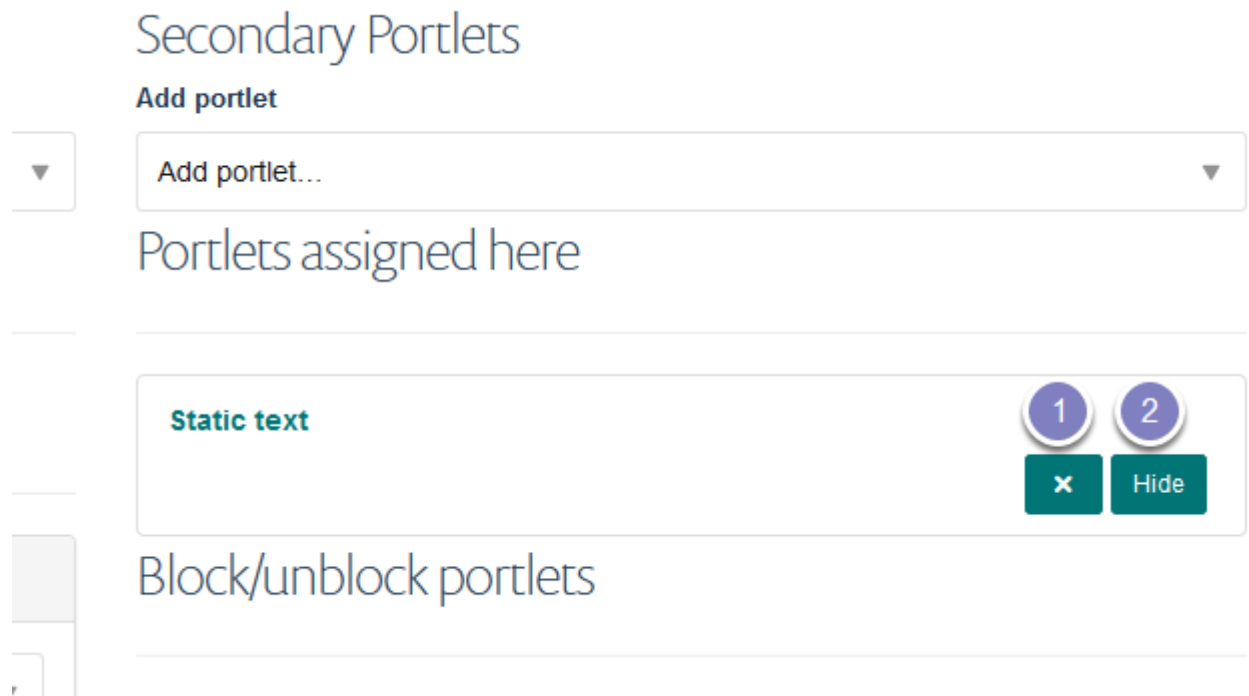 Secondary Portlets
Add portlet
Add portlet...
Portlets assigned here
Static text
1 2
× Hide
Block/unblock portlets